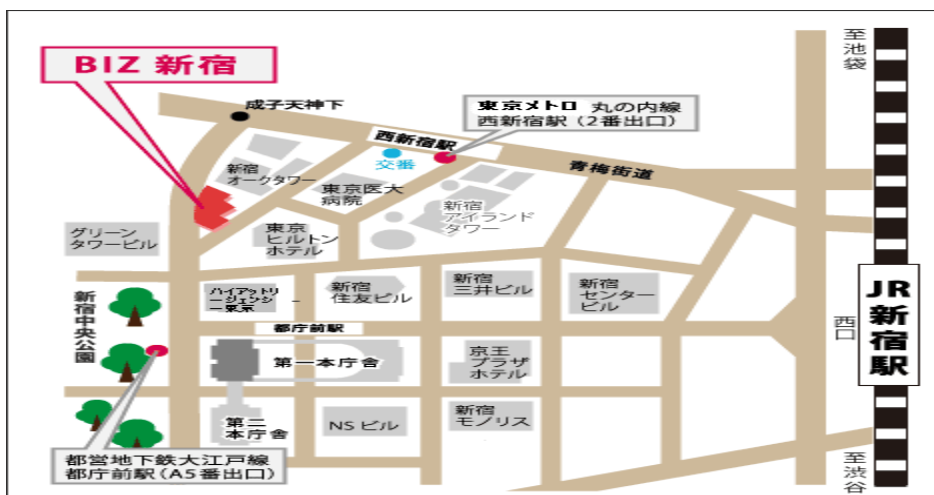 至池袋
BIZ 新宿
成子天神下
東京メトロ 丸の内線
西新宿駅(2番出口)
西新宿駅
交番
青梅街道
新宿
オークタワー
東京医大
病院
新宿
アイランド
タワー
グリーン
タワービル
東京
ヒルトン
ホテル
新宿中央公園
ハイアットリ
ージェンシ
ー東京
新宿
住友ビル
新宿
三井ビル
新宿
センター
ビル
JR新宿駅
西口
都庁前駅
第一本庁舎
京王
プラザ
ホテル
第二
本庁舎
NSビル
新宿
モノリス
都営地下鉄大江戸線
都庁前駅(A5番出口)
至渋谷